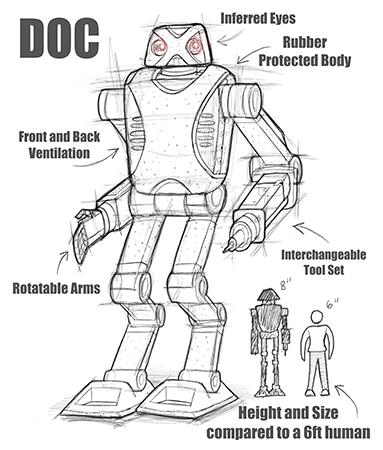 DOC
Inferred Eyes
Rubber
Protected Body
Front and Back
Ventilation
Interchangeable
Tool Set
Rotatable Arms
8"
6"
Height and Size
compared to a 6ft human